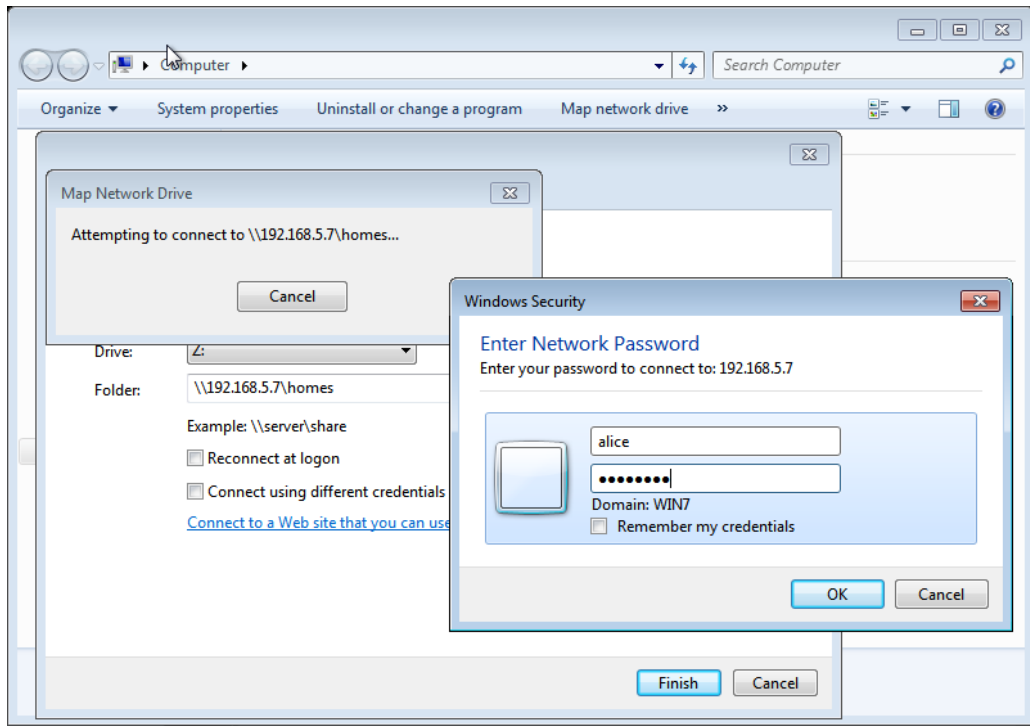 Computer
Search Computer
Organize
System properties
Uninstall or change a program
Map network drive
»
Map Network Drive
Attempting to connect to \\192.168.5.7\homes...
Cancel
Drive:
Z:
Folder:
\\192.168.5.7\homes
Example: \\server\share
Reconnect at logon
Connect using different credentials
Connect to a Web site that you can use
Finish
Cancel
Windows Security
Enter Network Password
Enter your password to connect to: 192.168.5.7
alice
●●●●●●●●
Domain: WIN7
Remember my credentials
OK
Cancel